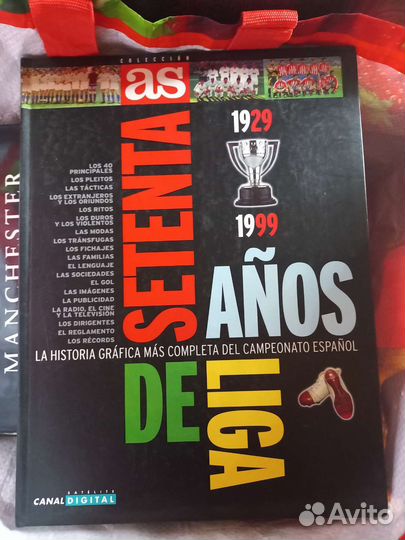 COLECCIÓN
as
SETENTA
AÑOS
DE
LIGA
1929
1999
LOS 40
PRINCIPALES
LOS PLEITOS
LAS TÁCTICAS
LOS EXTRANJEROS
Y LOS ORIUNDOS
LOS RITOS
LOS DUROS
Y LOS VIOLENTOS
LAS MODAS
LOS TRÁNSFUGAS
LOS FICHAJES
LAS FAMILIAS
EL LENGUAJE
LAS SOCIEDADES
EL GOL
LAS IMÁGENES
LA PUBLICIDAD
LA RADIO, EL CINE
Y LA TELEVISIÓN
LOS DIRIGENTES
EL REGLAMENTO
LOS RÉCORDS
LA HISTORIA GRÁFICA MÁS COMPLETA DEL CAMPEONATO ESPAÑOL
SATÉLITE
CANAL DIGITAL
MANCHESTER
Avito